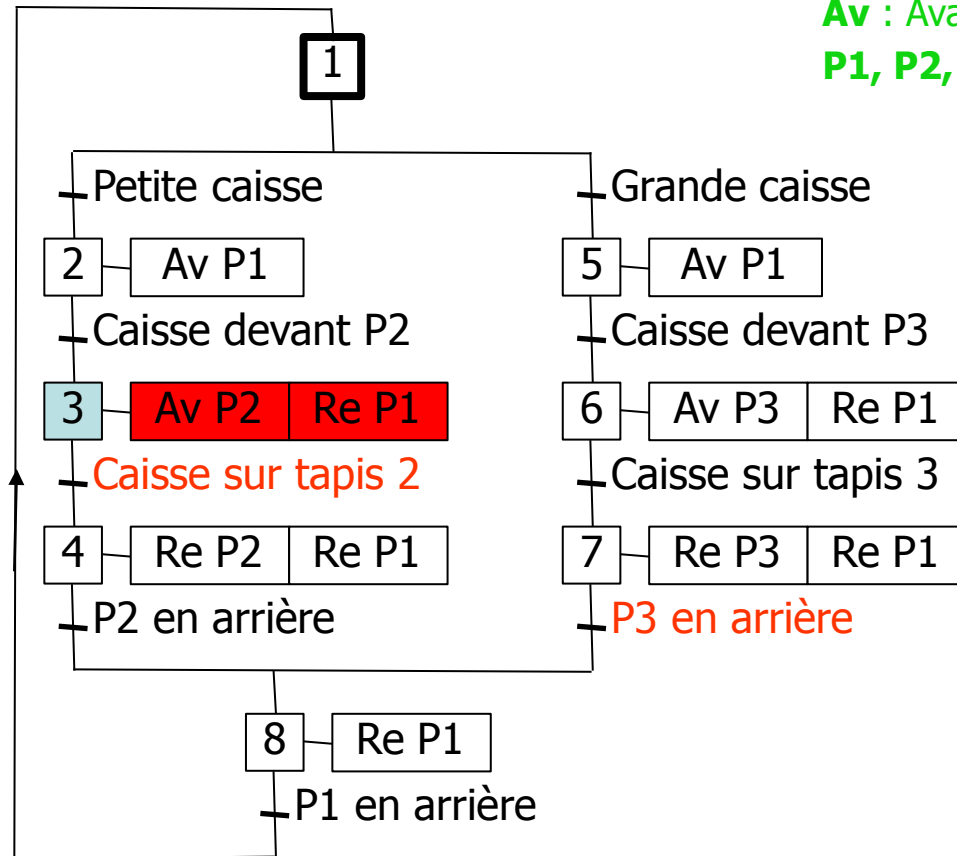 Av : Ava
P1, P2,
1
Petite caisse Grande caisse
2 Av P1 5 Av P1
Caisse devant P2 Caisse devant P3
3 Av P2 Re P1 6 Av P3 Re P1
Caisse sur tapis 2 Caisse sur tapis 3
4 Re P2 Re P1 7 Re P3 Re P1
P2 en arrière P3 en arrière
8 Re P1
P1 en arrière